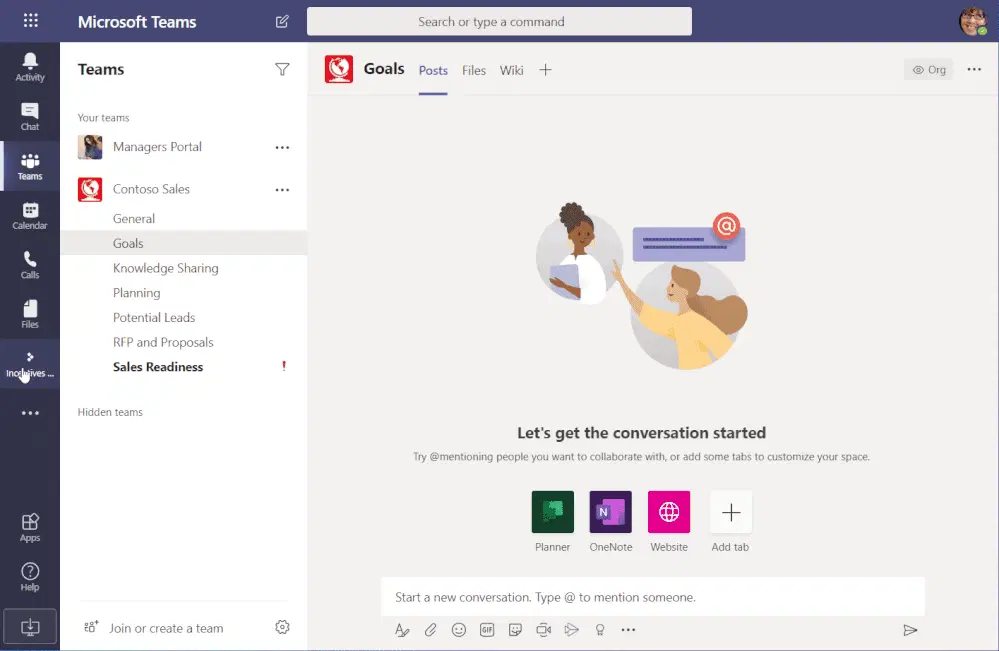 Microsoft Teams
Search or type a command
Activity
Chat
Teams
Calendar
Calls
Files
Incentives ...
Apps
Help
Teams
Your teams
Managers Portal
Contoso Sales
General
Goals
Knowledge Sharing
Planning
Potential Leads
RFP and Proposals
Sales Readiness !
Hidden teams
Join or create a team
Goals Posts Files Wiki
Org
@
Let's get the conversation started
Try @mentioning people you want to collaborate with, or add some tabs to customize your space.
N
Planner OneNote Website Add tab
Start a new conversation. Type @ to mention someone.
GIF